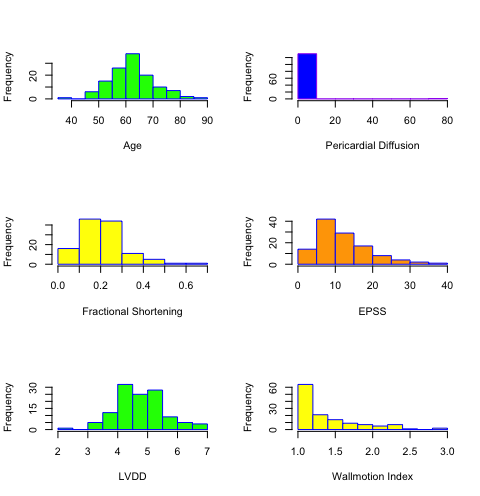 Frequency
0 20
40 50 60 70 80 90
Age
Frequency
0 60
0 20 40 60 80
Pericardial Diffusion
Frequency
0 20
0.0 0.2 0.4 0.6
Fractional Shortening
Frequency
0 20 40
0 10 20 30 40
EPSS
Frequency
0 15 30
2 3 4 5 6 7
LVDD
Frequency
0 30 60
1.0 1.5 2.0 2.5 3.0
Wallmotion Index